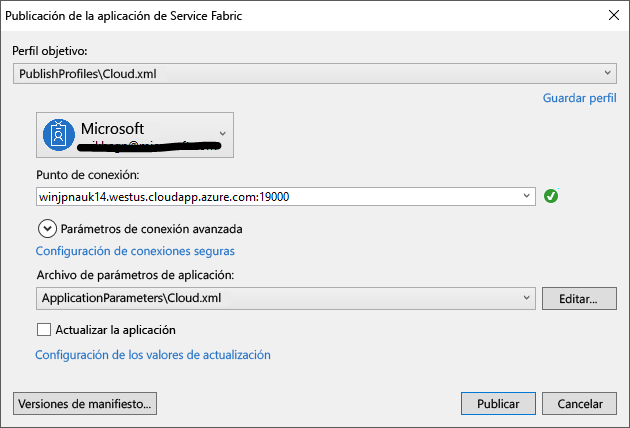 Publicación de la aplicación de Service Fabric
Perfil objetivo:
PublishProfiles\Cloud.xml
Guardar perfil
Microsoft
Punto de conexión:
winjpnauk14.westus.cloudapp.azure.com:19000
Parámetros de conexión avanzada
Configuración de conexiones seguras
Archivo de parámetros de aplicación:
ApplicationParameters\Cloud.xml
Editar...
Actualizar la aplicación
Configuración de los valores de actualización
Versiones de manifiesto...
Publicar
Cancelar